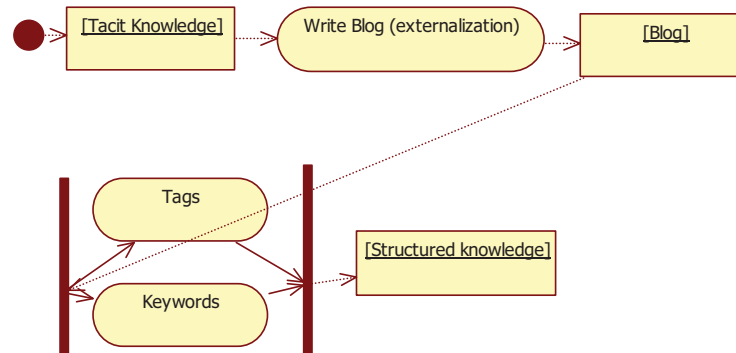 [Tacit Knowledge]
Write Blog (externalization)
[Blog]
Tags
[Structured knowledge]
Keywords